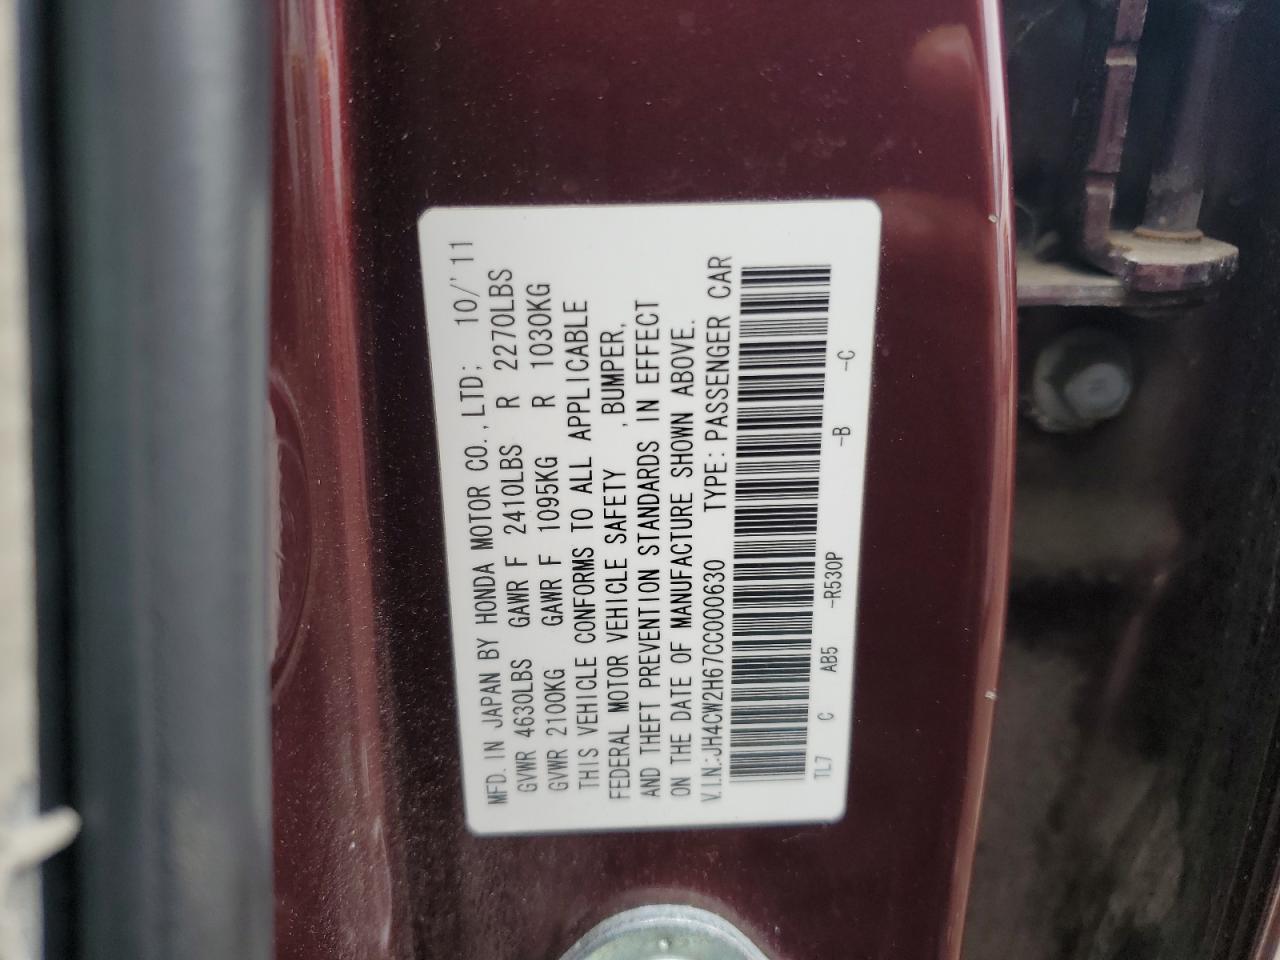 MFD. IN JAPAN BY HONDA MOTOR CO., LTD; 10/'11
GVWR 4630LBS GAWR F 2410LBS R 2270LBS
GVWR 2100KG GAWR F 1095KG R 1030KG
THIS VEHICLE CONFORMS TO ALL APPLICABLE
FEDERAL MOTOR VEHICLE SAFETY , BUMPER,
AND THEFT PREVENTION STANDARDS IN EFFECT
ON THE DATE OF MANUFACTURE SHOWN ABOVE.
V.I.N.:JH4CW2H67CC000630 TYPE:PASSENGER CAR
TL7 C AB5 -R530P -B -C